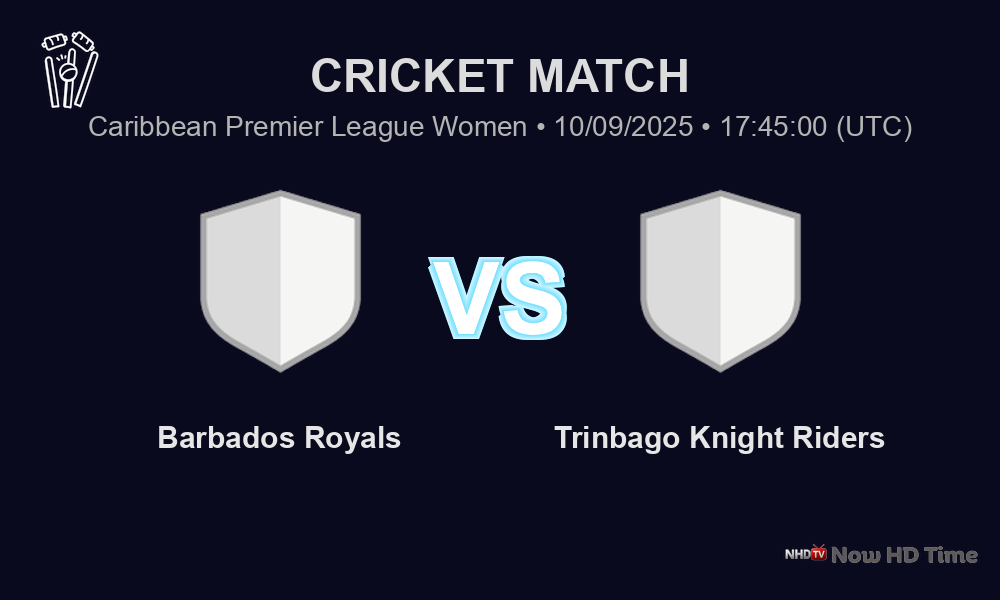 CRICKET MATCH
Caribbean Premier League Women • 10/09/2025 • 17:45:00 (UTC)
VS
Barbados Royals
Trinbago Knight Riders
NHD TV Now HD Time